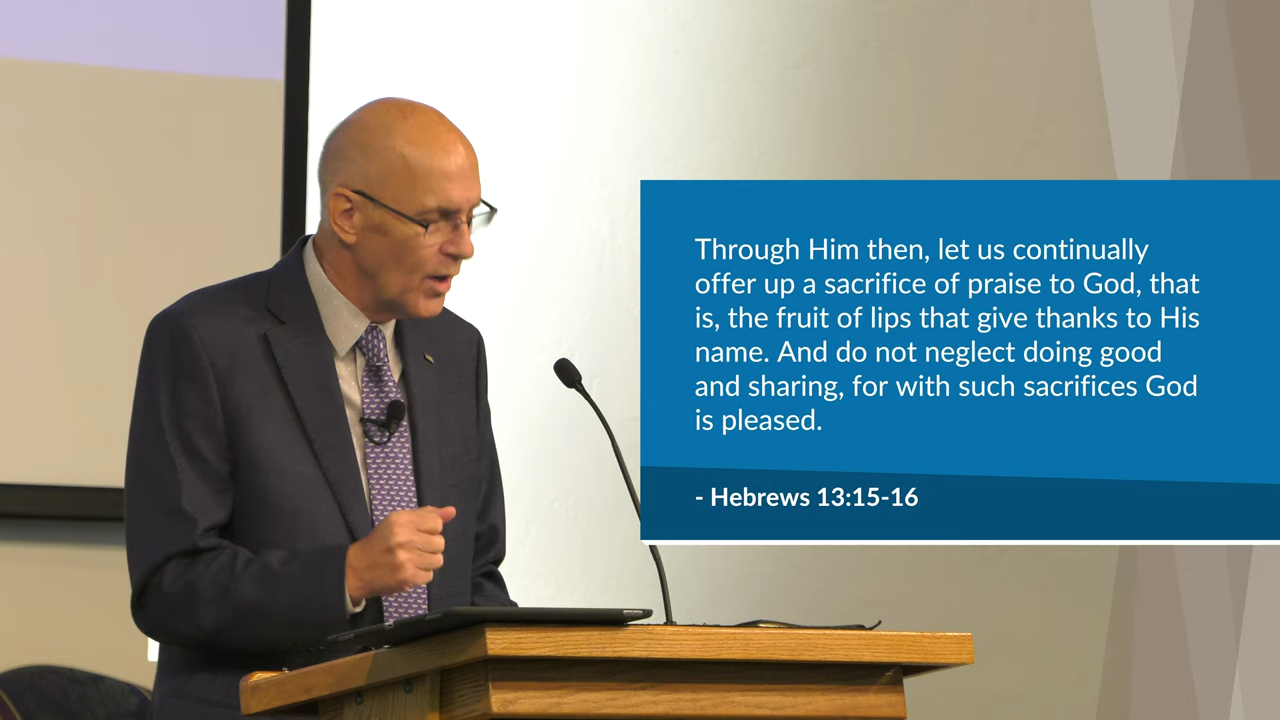 Through Him then, let us continually
offer up a sacrifice of praise to God, that
is, the fruit of lips that give thanks to His
name. And do not neglect doing good
and sharing, for with such sacrifices God
is pleased.
- Hebrews 13:15-16